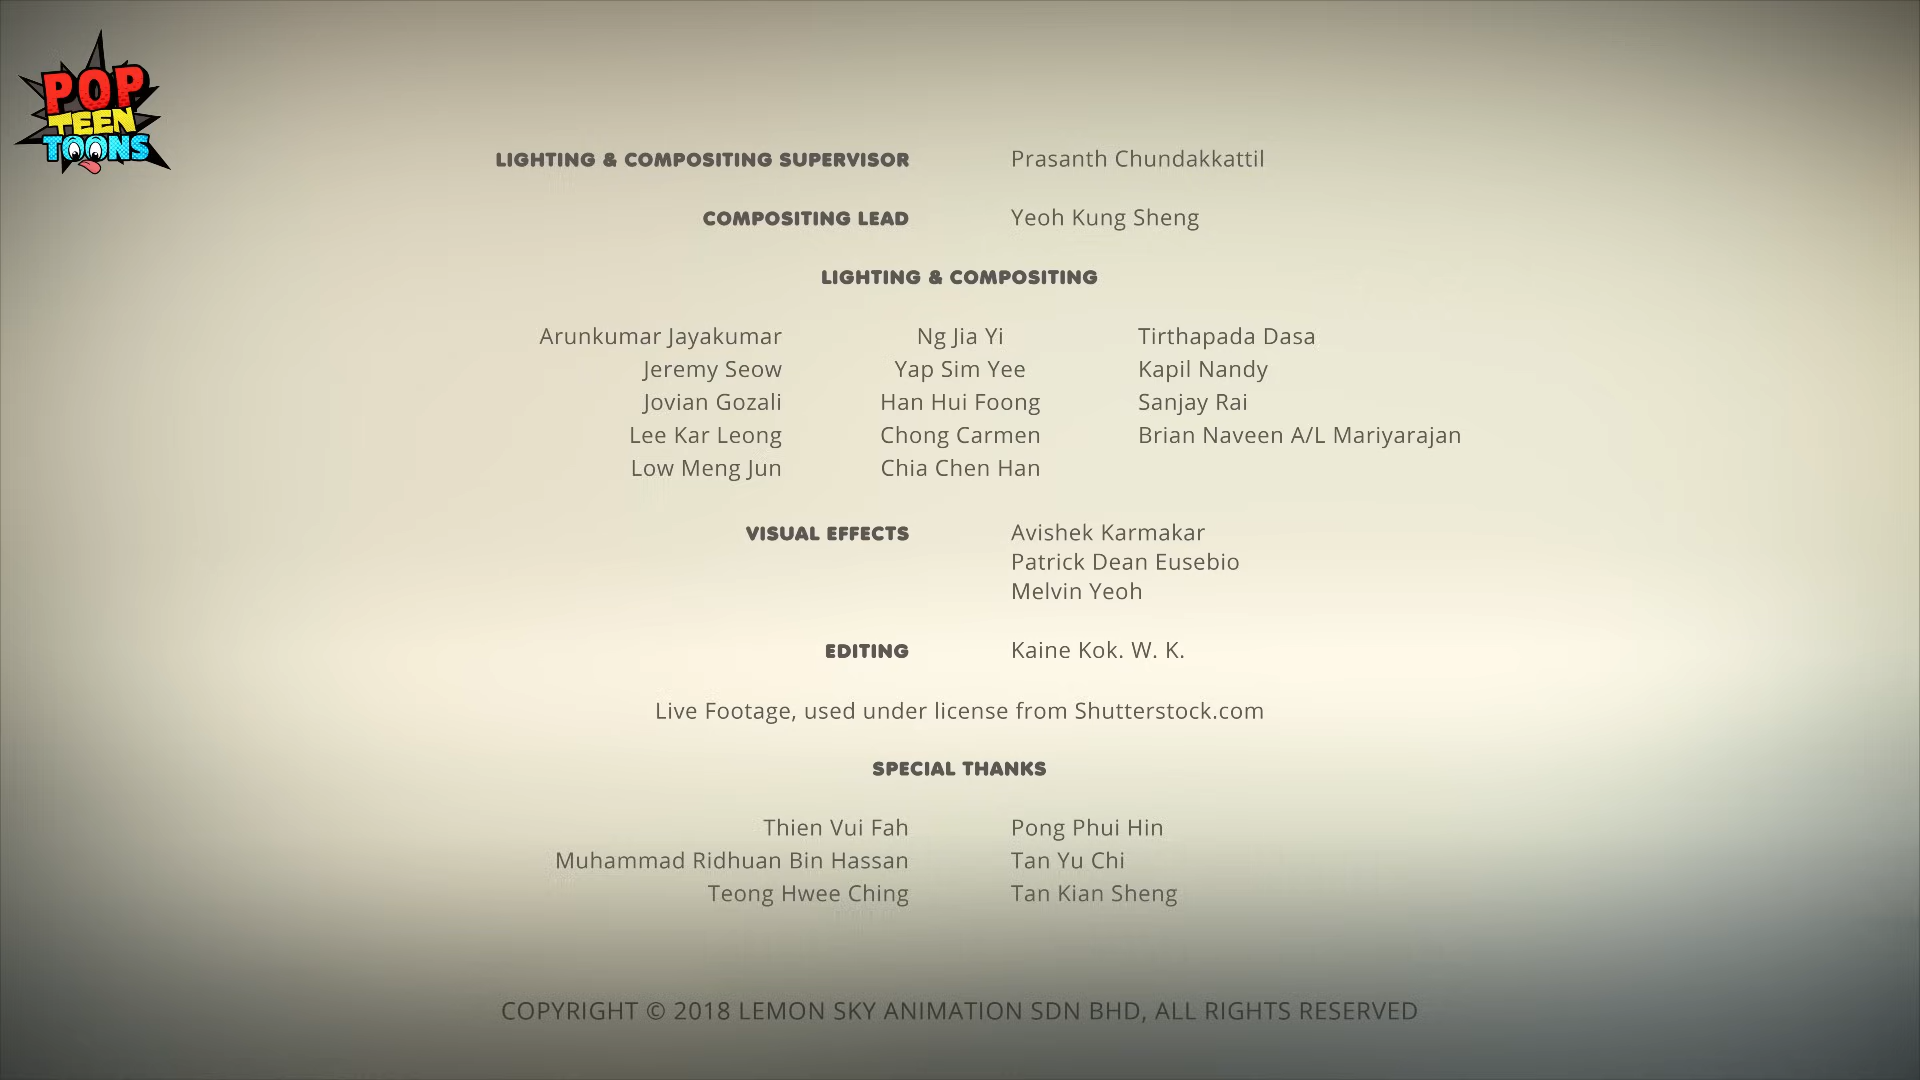 POP
TEEN
TOONS
LIGHTING & COMPOSITING SUPERVISOR Prasanth Chundakkattil
COMPOSITING LEAD Yeoh Kung Sheng
LIGHTING & COMPOSITING
Arunkumar Jayakumar Ng Jia Yi Tirthapada Dasa
Jeremy Seow Yap Sim Yee Kapil Nandy
Jovian Gozali Han Hui Foong Sanjay Rai
Lee Kar Leong Chong Carmen Brian Naveen A/L Mariyarajan
Low Meng Jun Chia Chen Han
VISUAL EFFECTS Avishek Karmakar
Patrick Dean Eusebio
Melvin Yeoh
EDITING Kaine Kok. W. K.
Live Footage, used under license from Shutterstock.com
SPECIAL THANKS
Thien Vui Fah Pong Phui Hin
Muhammad Ridhuan Bin Hassan Tan Yu Chi
Teong Hwee Ching Tan Kian Sheng
COPYRIGHT © 2018 LEMON SKY ANIMATION SDN BHD, ALL RIGHTS RESERVED